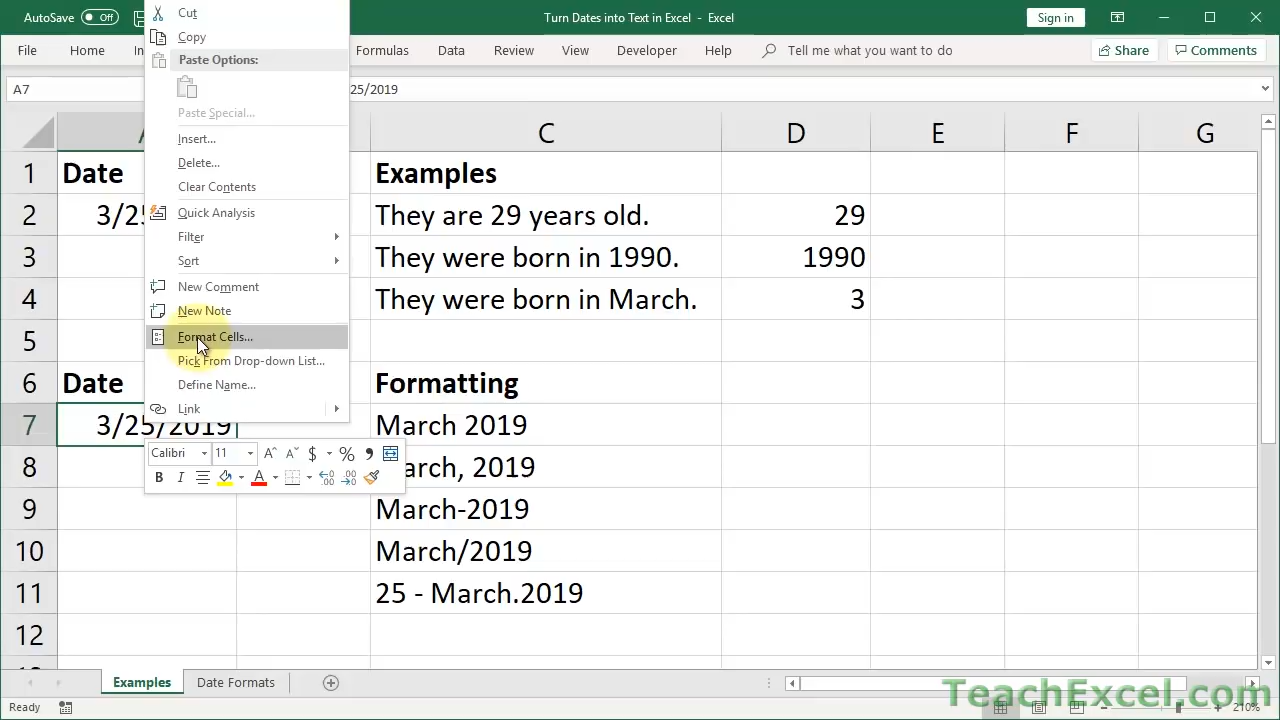 AutoSave Off Turn Dates into Text in Excel - Excel Sign in
File Home Formulas Data Review View Developer Help Tell me what you want to do Share Comments
A7 25/2019
Cut
Copy
Paste Options:
Paste Special...
Insert...
Delete...
Clear Contents
Quick Analysis
Filter
Sort
New Comment
New Note
Format Cells...
Pick From Drop-down List...
Define Name...
Link
Calibri 11 $ %
B I A
C D E F G
1 Date Examples
2 3/25 They are 29 years old. 29
3 They were born in 1990. 1990
4 They were born in March. 3
5
6 Date Formatting
7 3/25/2019 March 2019
8 arch, 2019
9 March-2019
10 March/2019
11 25 - March.2019
12
Examples Date Formats
Ready 210%
TeachExcel.com